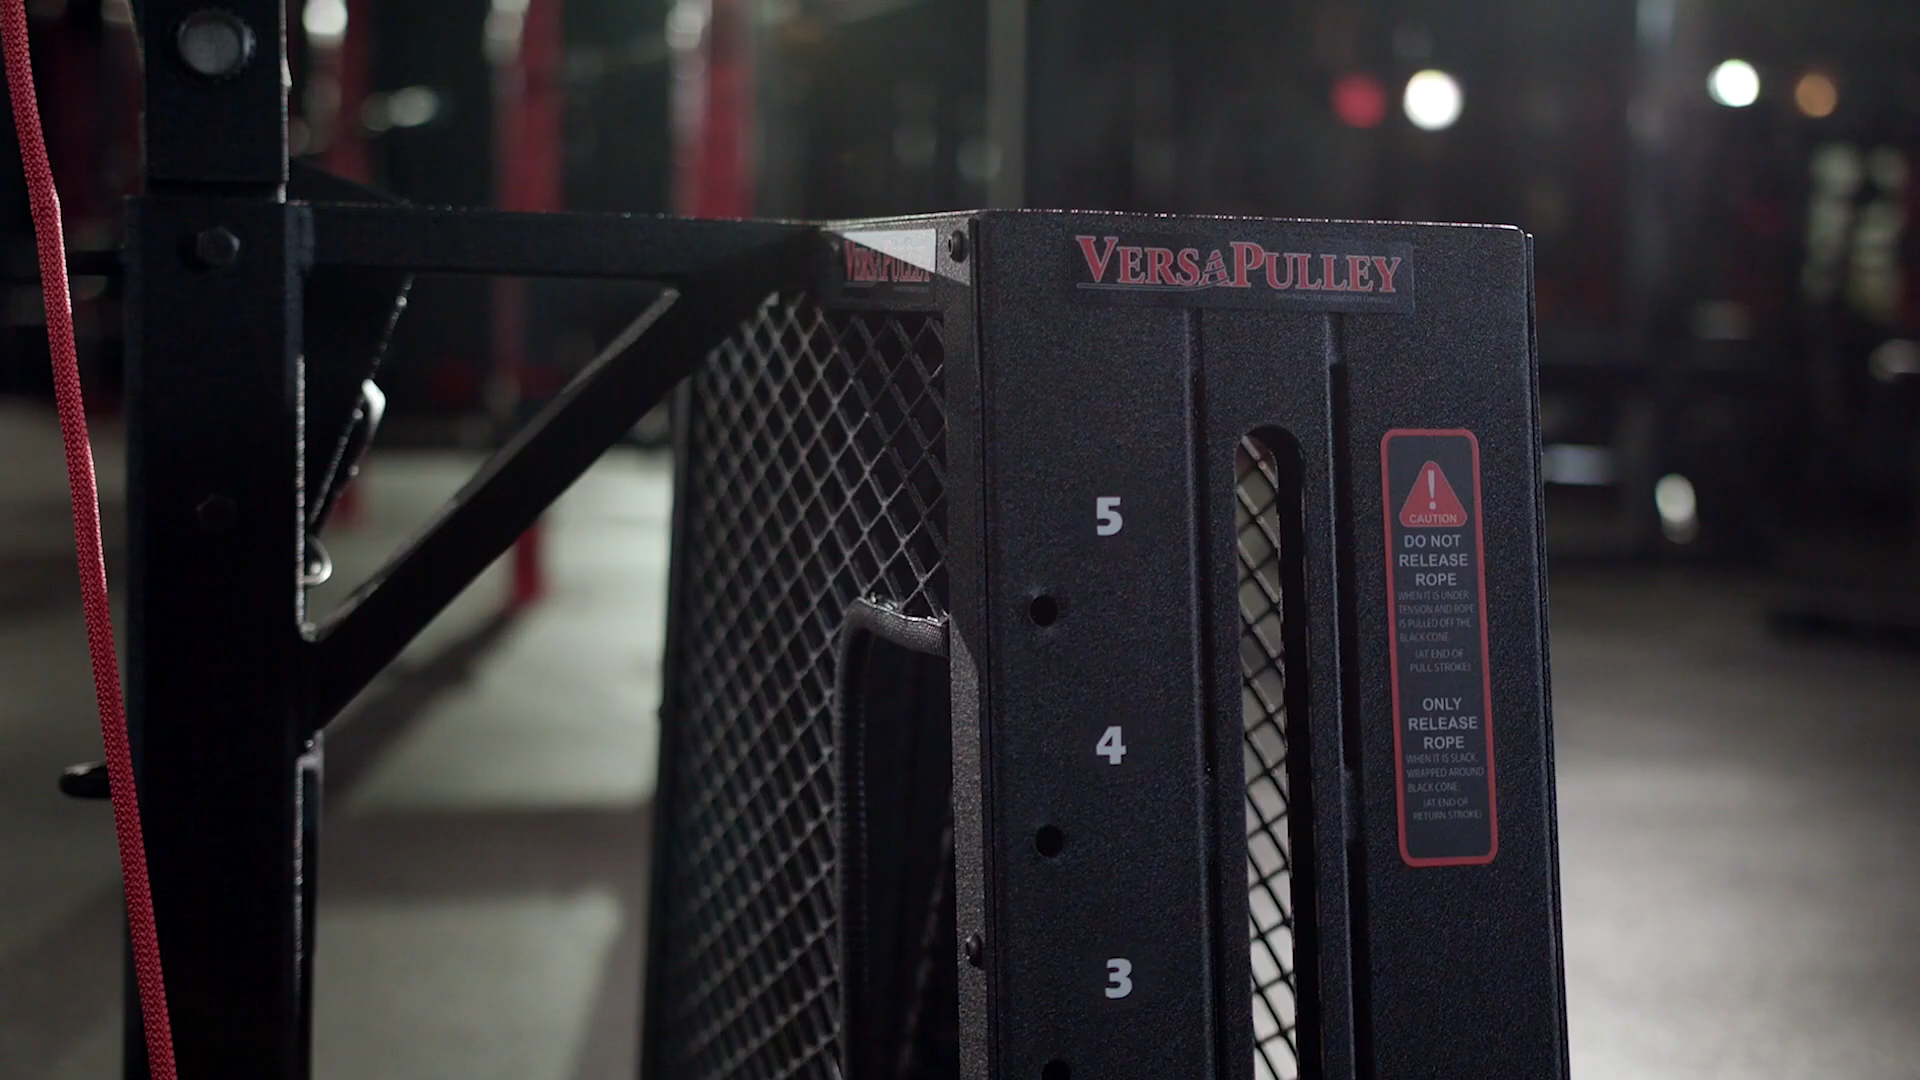 VERSAPULLEY
VERSAPULLEY
5
4
3
!
CAUTION
DO NOT
RELEASE
ROPE
WHEN IT IS UNDER
TENSION AND ROPE
IS PULLED OFF THE
BLACK CONE.
(AT END OF
PULL STROKE)
ONLY
RELEASE
ROPE
WHEN IT IS SLACK,
WRAPPED AROUND
BLACK CONE.
(AT END OF
RETURN STROKE)